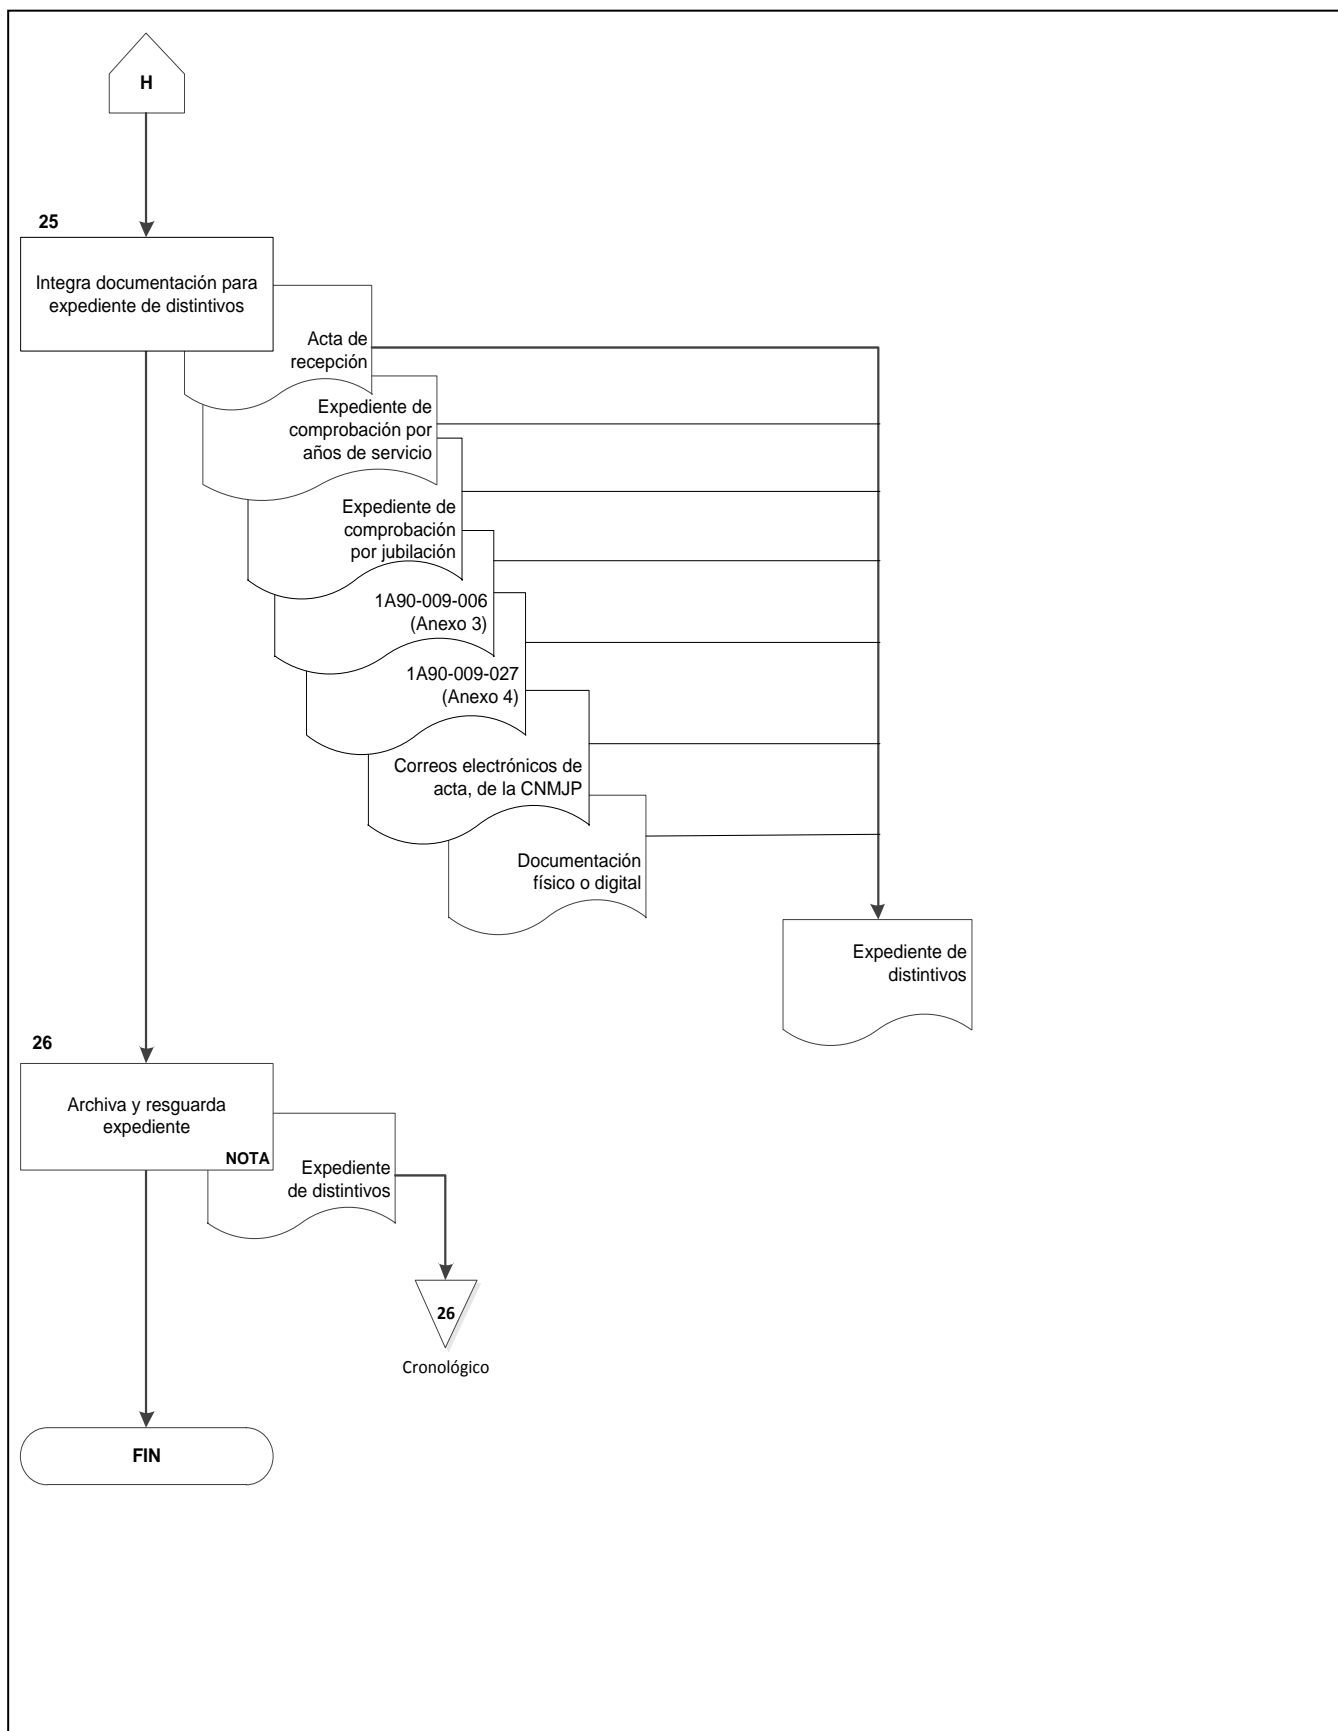 H
25
Integra documentación para
expediente de distintivos
Acta de
recepción
Expediente de
comprobación por
años de servicio
Expediente de
comprobación
por jubilación
1A90-009-006
(Anexo 3)
1A90-009-027
(Anexo 4)
Correos electrónicos de
acta, de la CNMJP
Documentación
físico o digital
Expediente de
distintivos
26
Archiva y resguarda
expediente
NOTA
Expediente
de distintivos
26
Cronológico
FIN